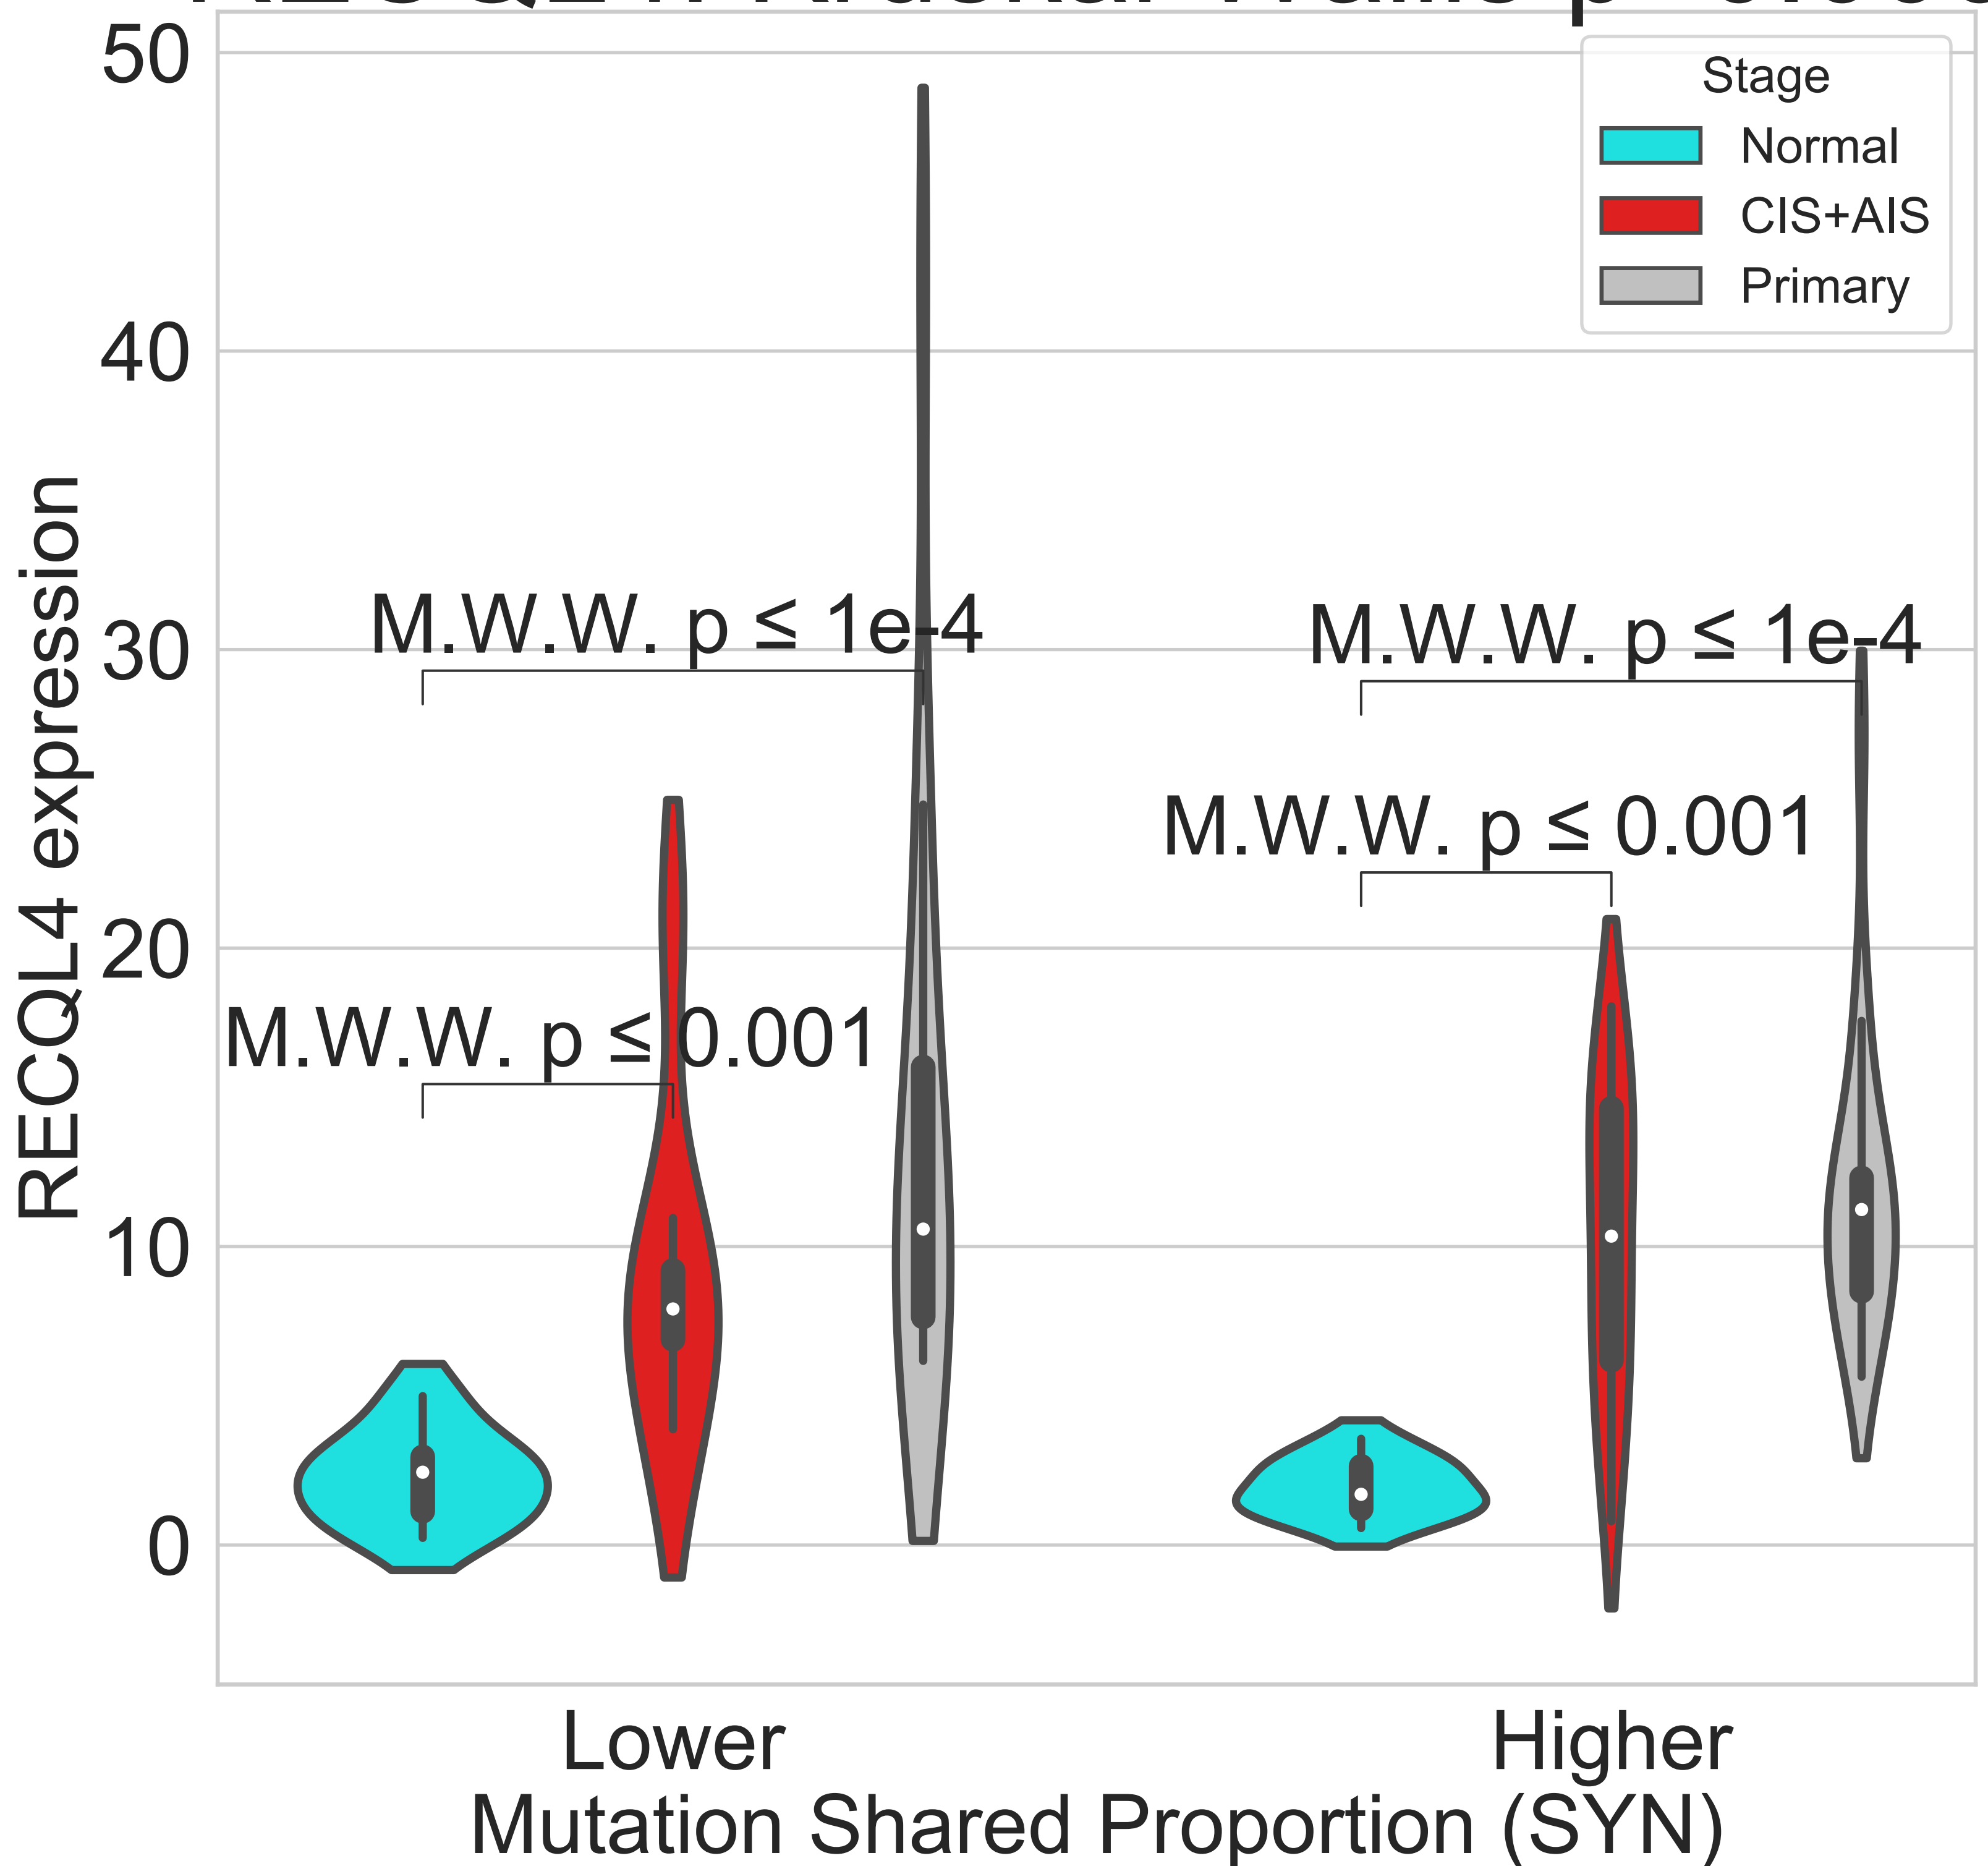 50
Stage
Normal
CIS+AIS
Primary
40
30
20
10
0
RECQL4 expression
M.W.W. p ≤ 1e-4
M.W.W. p ≤ 1e-4
M.W.W. p ≤ 0.001
M.W.W. p ≤ 0.001
Lower
Higher
Mutation Shared Proportion (SYN)